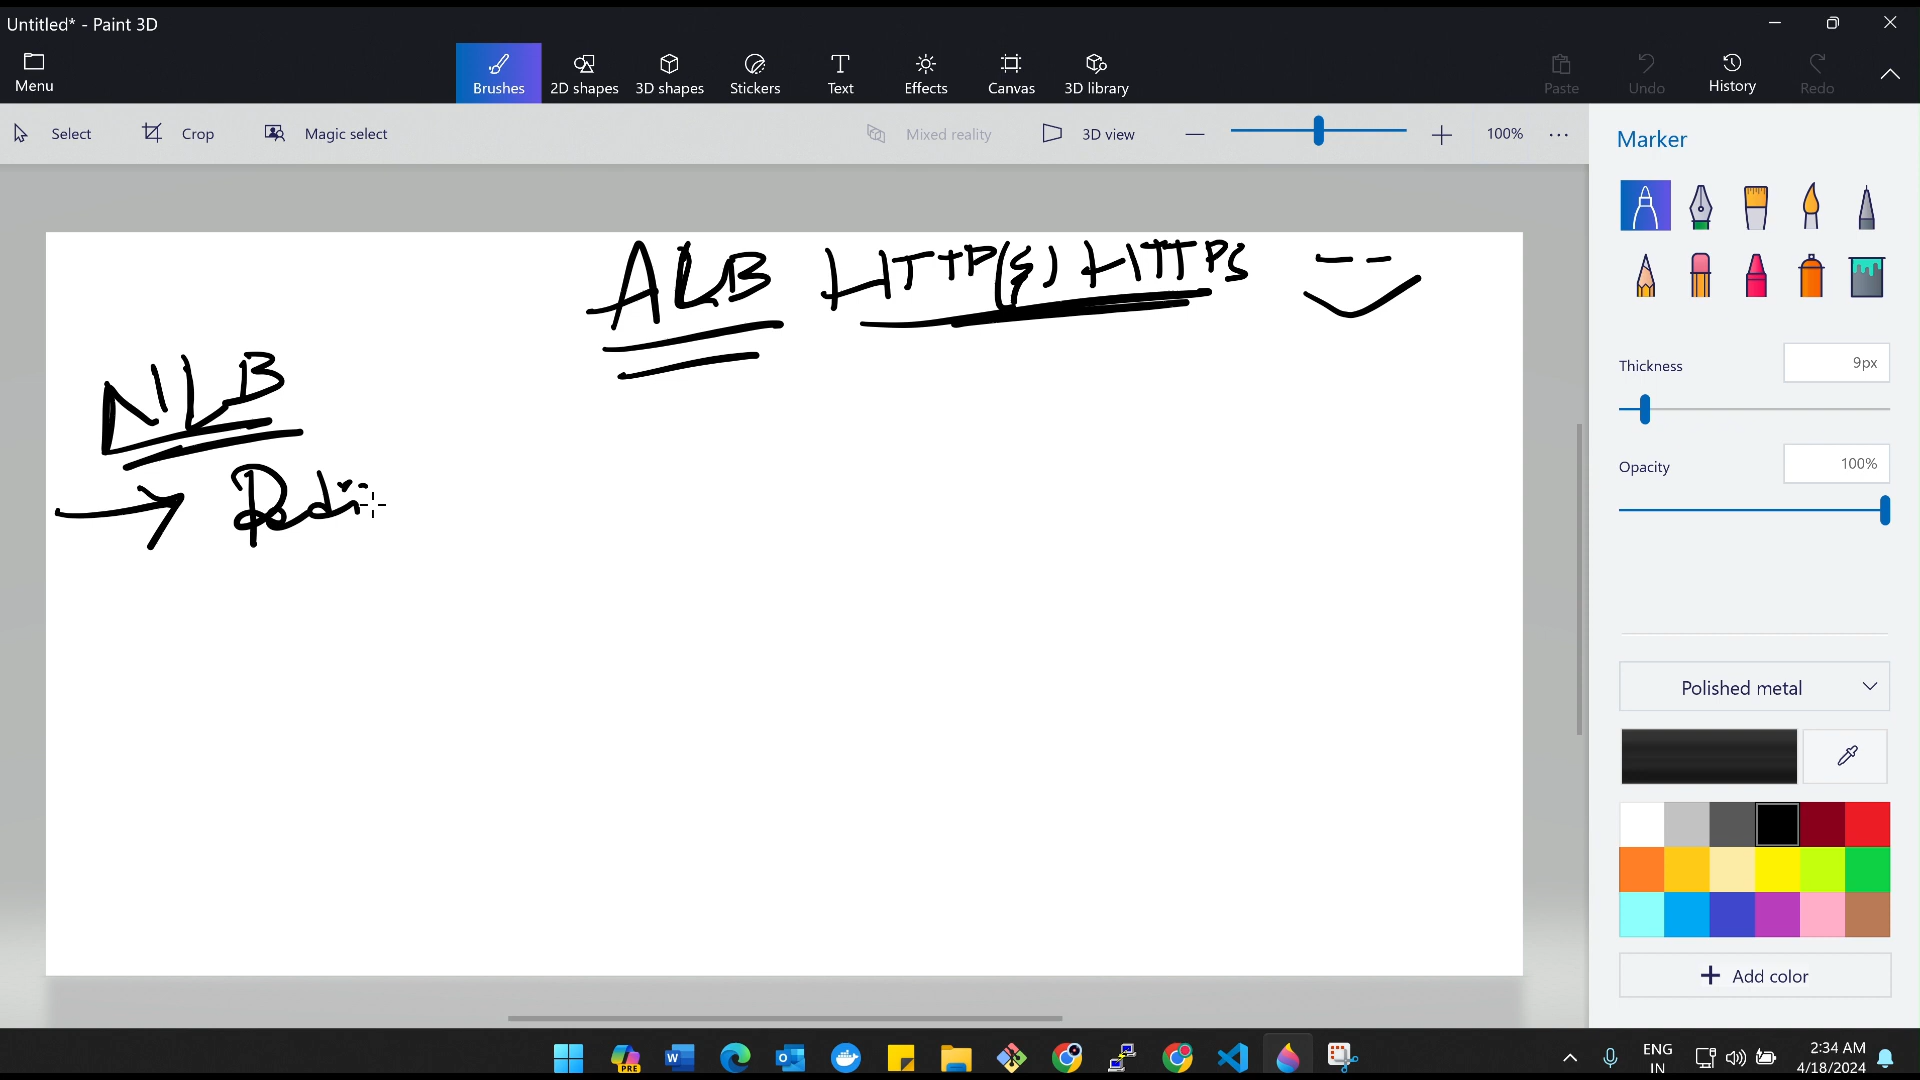 Untitled* - Paint 3D
Menu
Brushes
2D shapes
3D shapes
Stickers
Text
Effects
Canvas
3D library
Paste
Undo
History
Redo
Select
Crop
Magic select
Mixed reality
3D view
100%
Marker
ALB HTTP(S) HTTPS
NLB
Thickness 9px
Opacity 100%
Polished metal
Add color
PRE
ENG
IN
2:34 AM
4/18/2024